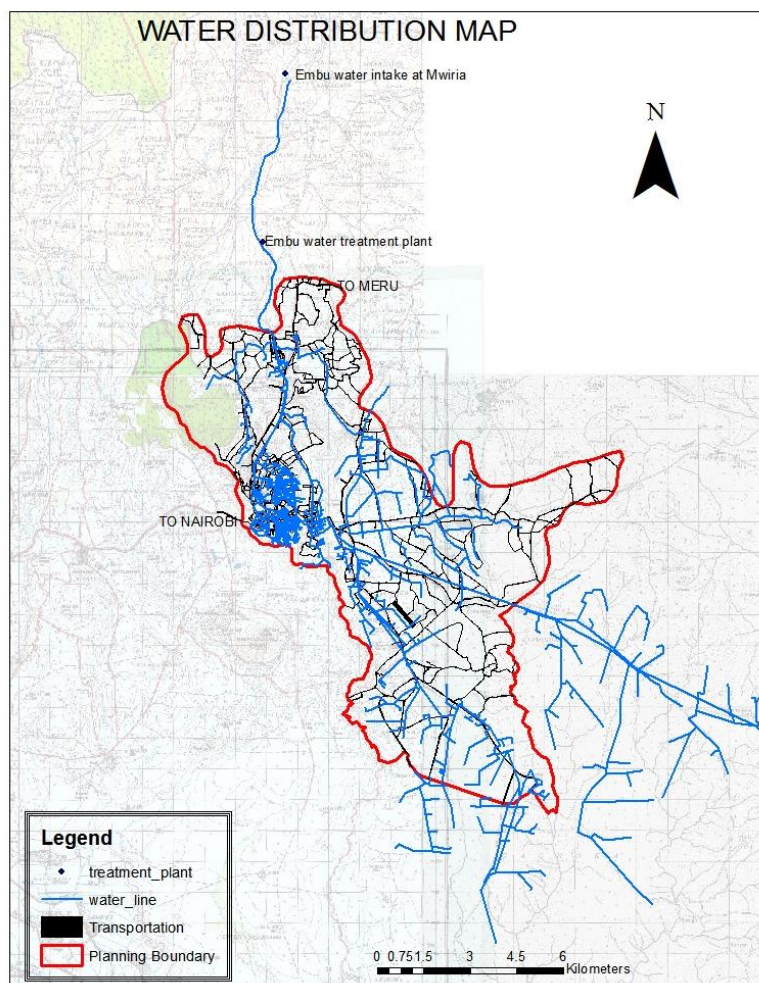 WATER DISTRIBUTION MAP
Embu water intake at Mwiria
N
Embu water treatment plant
TO MERU
TO NAIROBI
Legend
treatment_plant
water_line
Transportation
Planning Boundary
0 0.75 1.5 3 4.5 6
Kilometers